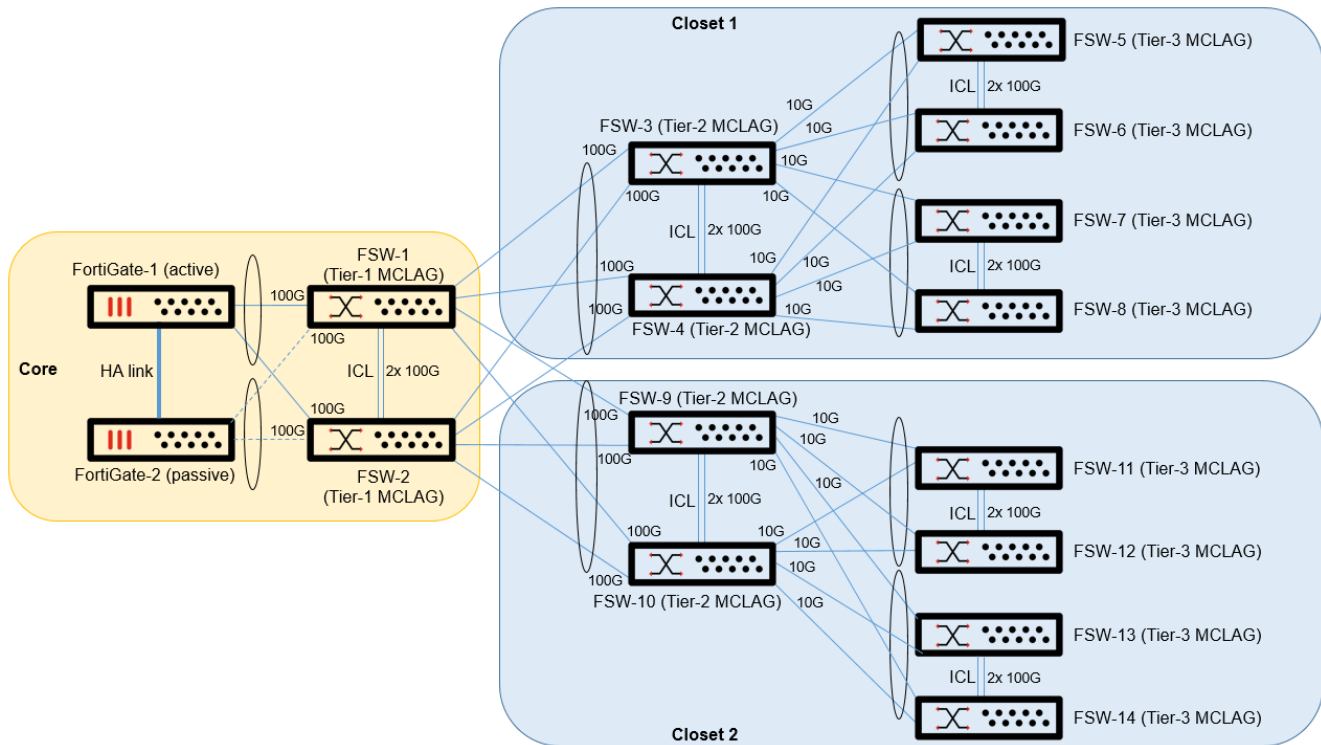 Core
FortiGate-1 (active)
HA link
FortiGate-2 (passive)
100G
100G
100G
100G
FSW-1
(Tier-1 MCLAG)
ICL
2x 100G
FSW-2
(Tier-1 MCLAG)
Closet 1
FSW-3 (Tier-2 MCLAG)
100G
100G
ICL
2x 100G
100G
100G
FSW-4 (Tier-2 MCLAG)
10G
10G
10G
10G
10G
10G
10G
10G
FSW-5 (Tier-3 MCLAG)
ICL
2x 100G
FSW-6 (Tier-3 MCLAG)
FSW-7 (Tier-3 MCLAG)
ICL
2x 100G
FSW-8 (Tier-3 MCLAG)
FSW-9 (Tier-2 MCLAG)
100G
100G
ICL
2x 100G
100G
100G
FSW-10 (Tier-2 MCLAG)
10G
10G
10G
10G
10G
10G
10G
10G
FSW-11 (Tier-3 MCLAG)
ICL
2x 100G
FSW-12 (Tier-3 MCLAG)
FSW-13 (Tier-3 MCLAG)
ICL
2x 100G
FSW-14 (Tier-3 MCLAG)
Closet 2